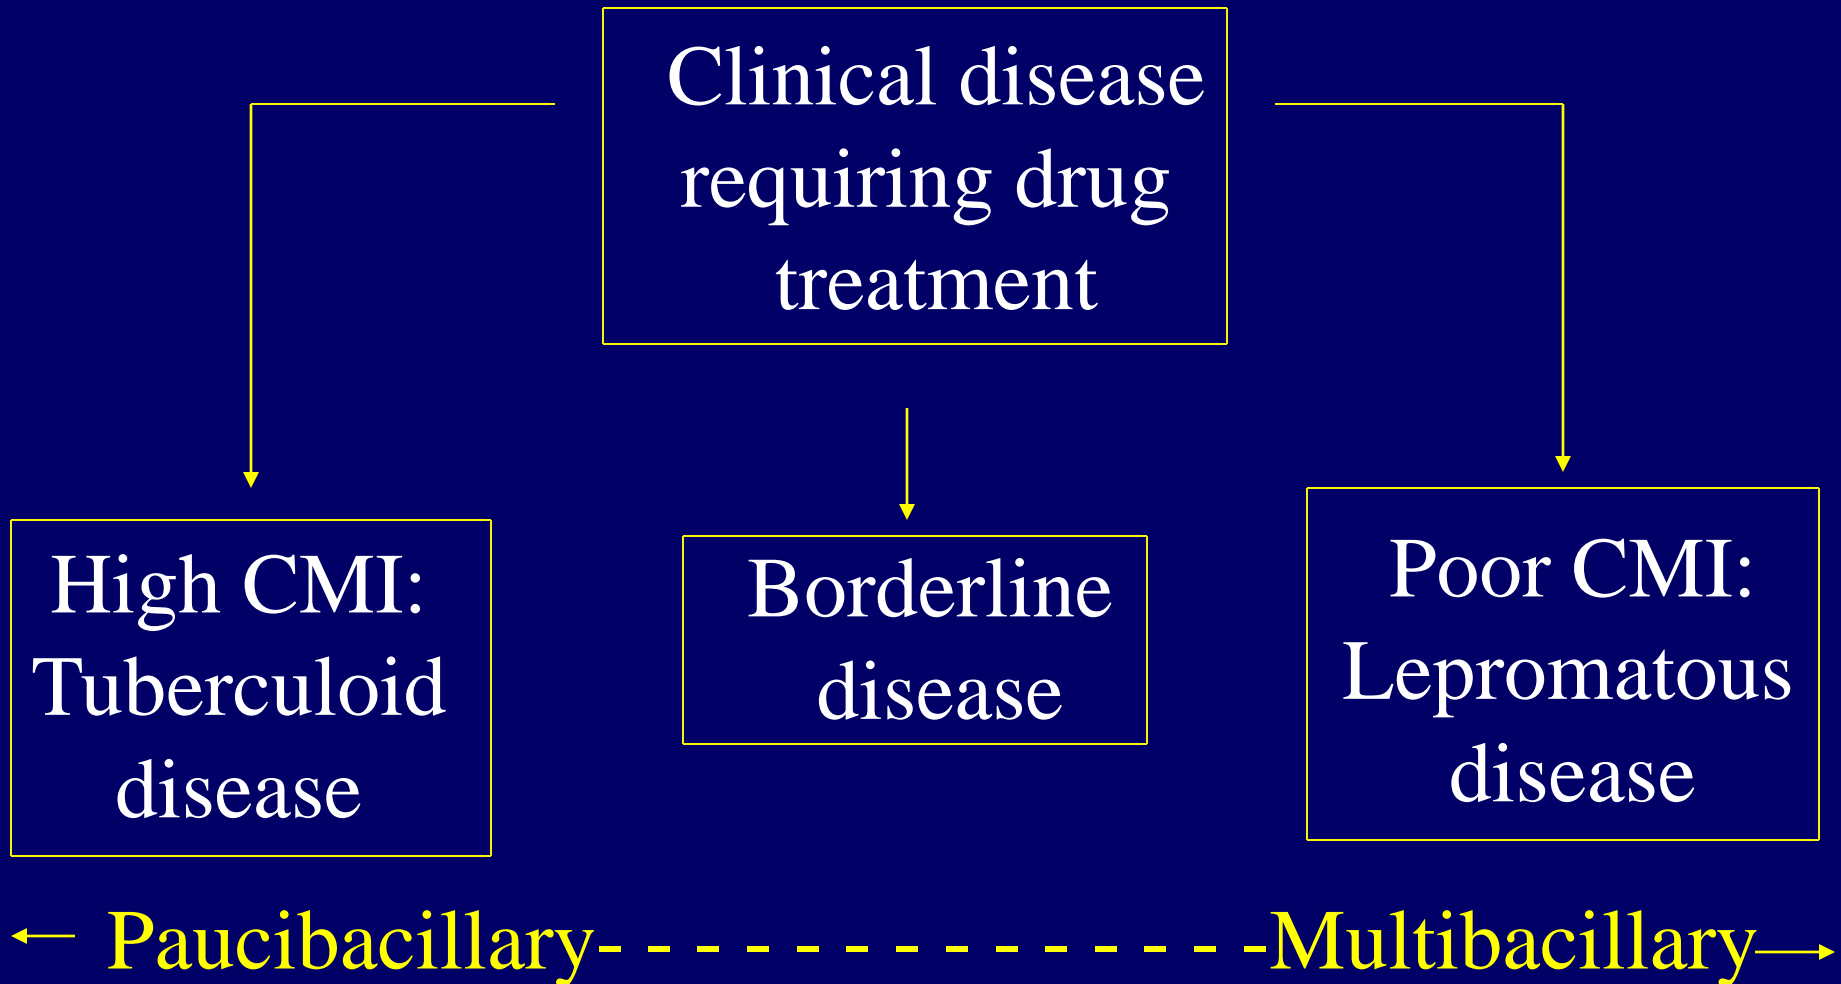 Clinical disease
requiring drug
treatment
High CMI:
Tuberculoid
disease
Borderline
disease
Poor CMI:
Lepromatous
disease
Paucibacillary
Multibacillary